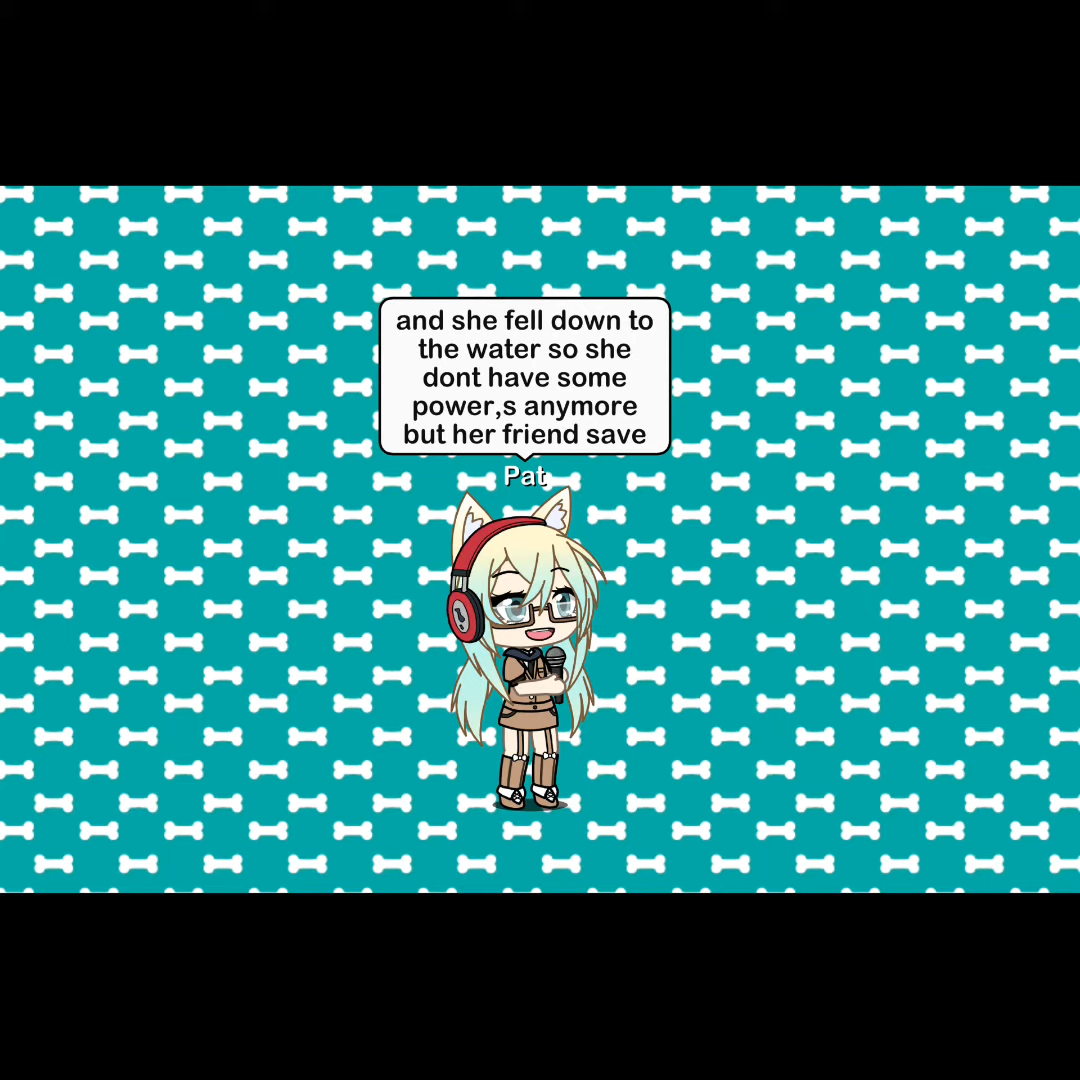 and she fell down to
the water so she
dont have some
power,s anymore
but her friend save
Pat